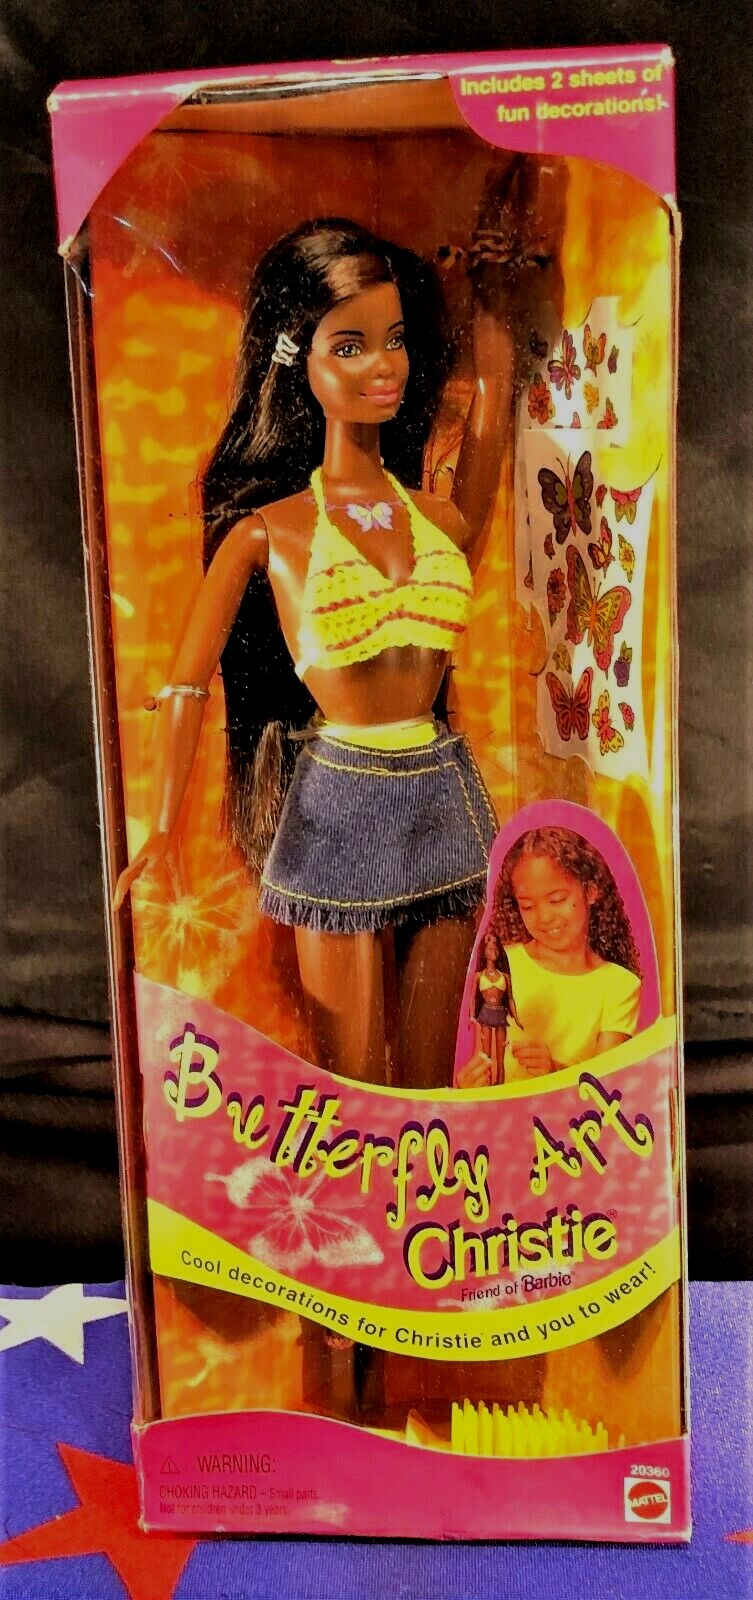 Includes 2 sheets of
fun decorations!
Butterfly Art
Christie®
Friend of Barbie
Cool decorations for Christie and you to wear!
⚠ WARNING:
CHOKING HAZARD – Small parts.
Not for children under 3 years.
20360
MATTEL